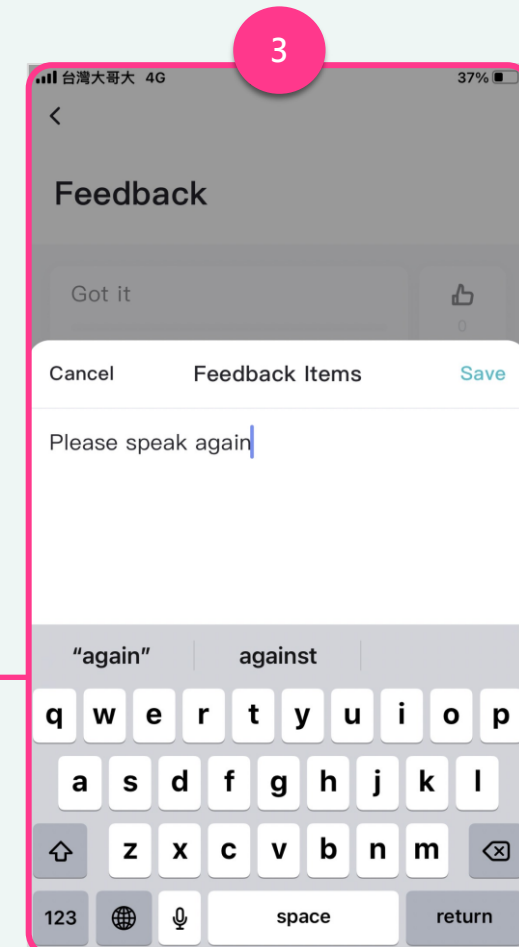 3
台灣大哥大 4G
37%
Feedback
Got it
0
Cancel Feedback Items Save
Please speak again
“again” against
q w e r t y u i o p
a s d f g h j k l
z x c v b n m
123 space return